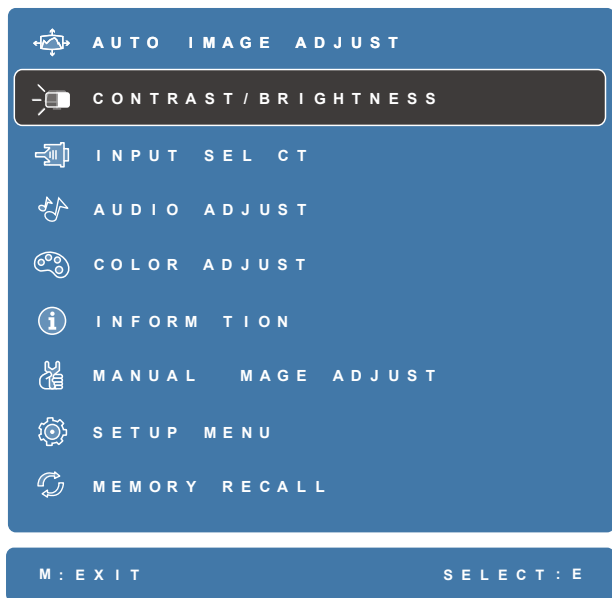 AUTO IMAGE ADJUST
CONTRAST/BRIGHTNESS
INPUT SEL CT
AUDIO ADJUST
COLOR ADJUST
INFORM TION
MANUAL  MAGE ADJUST
SETUP MENU
MEMORY RECALL
M:EXIT SELECT:E